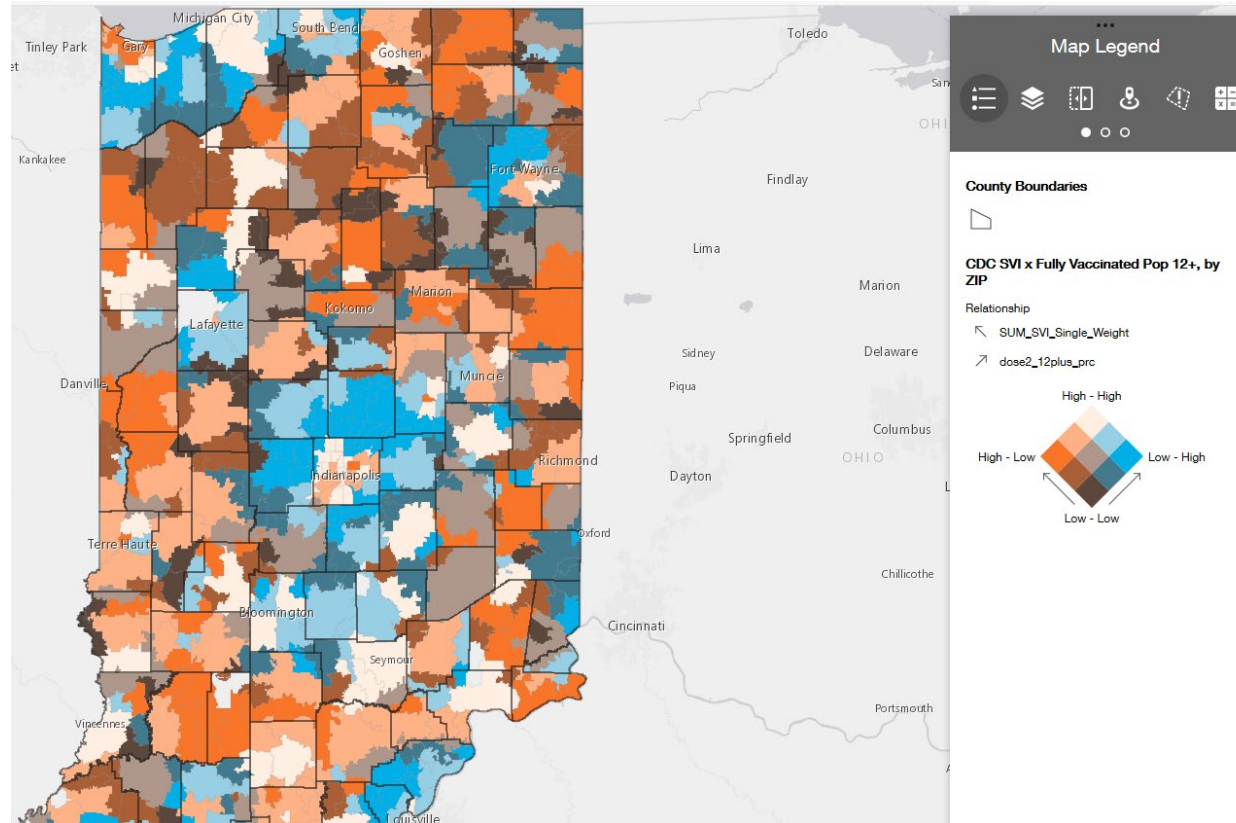 Michigan City
South Bend
Toledo
Tinley Park
Gary
Goshen
et
San
OHI
Kankakee
Fort Wayne
Findlay
Lima
Marion
Marion
Kokomo
Lafayette
Sidney
Delaware
Danville
Muncie
Piqua
Springfield
Columbus
OHIO
Richmond
Indianapolis
Dayton
L
Oxford
Terre Haute
Chillicothe
Bloomington
Cincinnati
Seymour
Portsmouth
Vincennes
A
Louisville
Map Legend
County Boundaries
CDC SVI x Fully Vaccinated Pop 12+, by
ZIP
Relationship
SUM_SVI_Single_Weight
dose2_12plus_prc
High - High
High - Low
Low - High
Low - Low